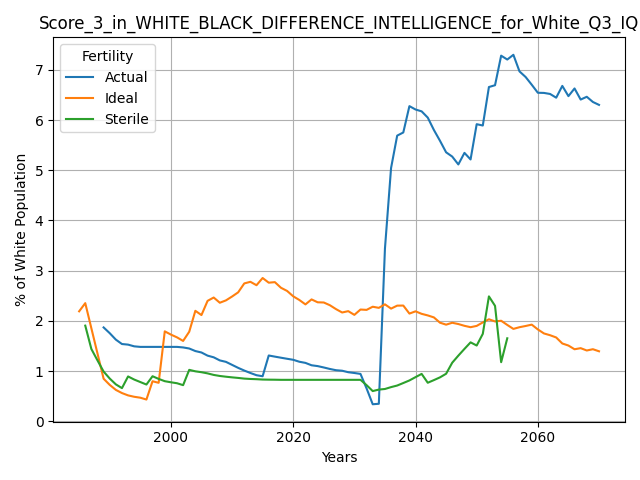 Score_3_in_WHITE_BLACK_DIFFERENCE_INTELLIGENCE_for_White_Q3_IQ
Fertility
Actual
Ideal
Sterile
% of White Population
7
6
5
4
3
2
1
0
2000
2020
2040
2060
Years